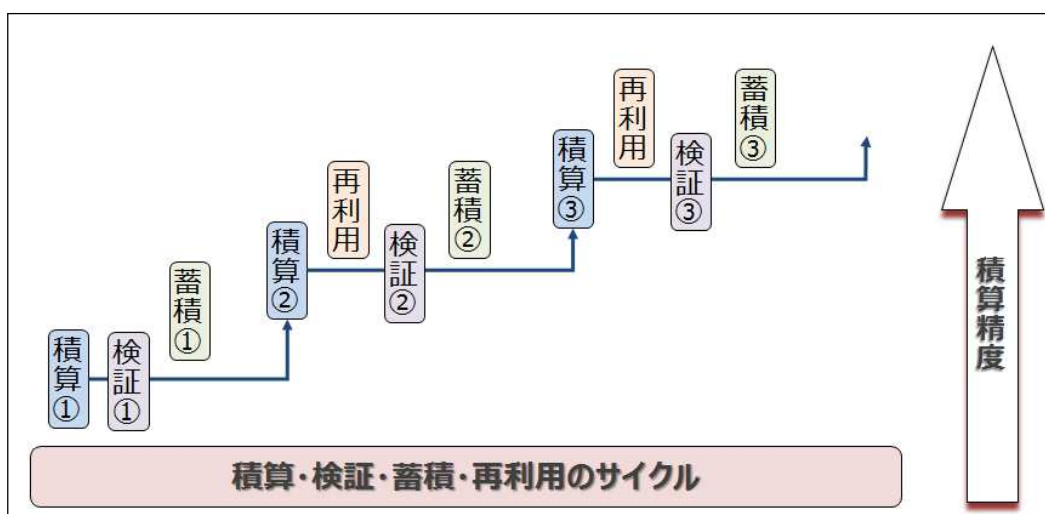 積算①
検証①
蓄積①
積算②
再利用
検証②
蓄積②
積算③
再利用
検証③
蓄積③
積算精度
積算・検証・蓄積・再利用のサイクル